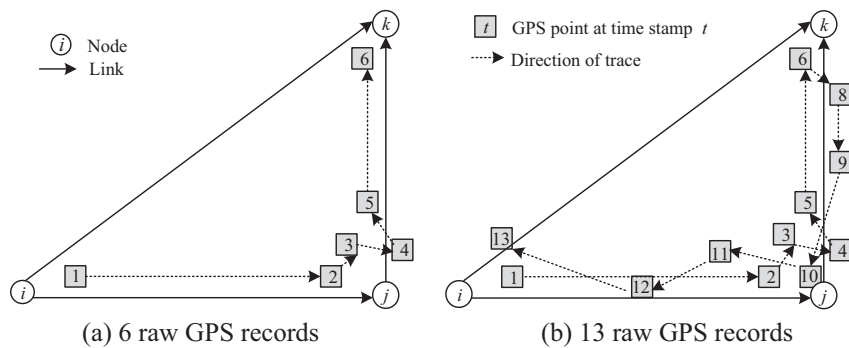 k
i Node
Link
6
5
3
4
1
2
i
j
(a) 6 raw GPS records
k
t GPS point at time stamp t
Direction of trace
6
8
9
5
13
3
4
11
1
2
10
12
i
j
(b) 13 raw GPS records